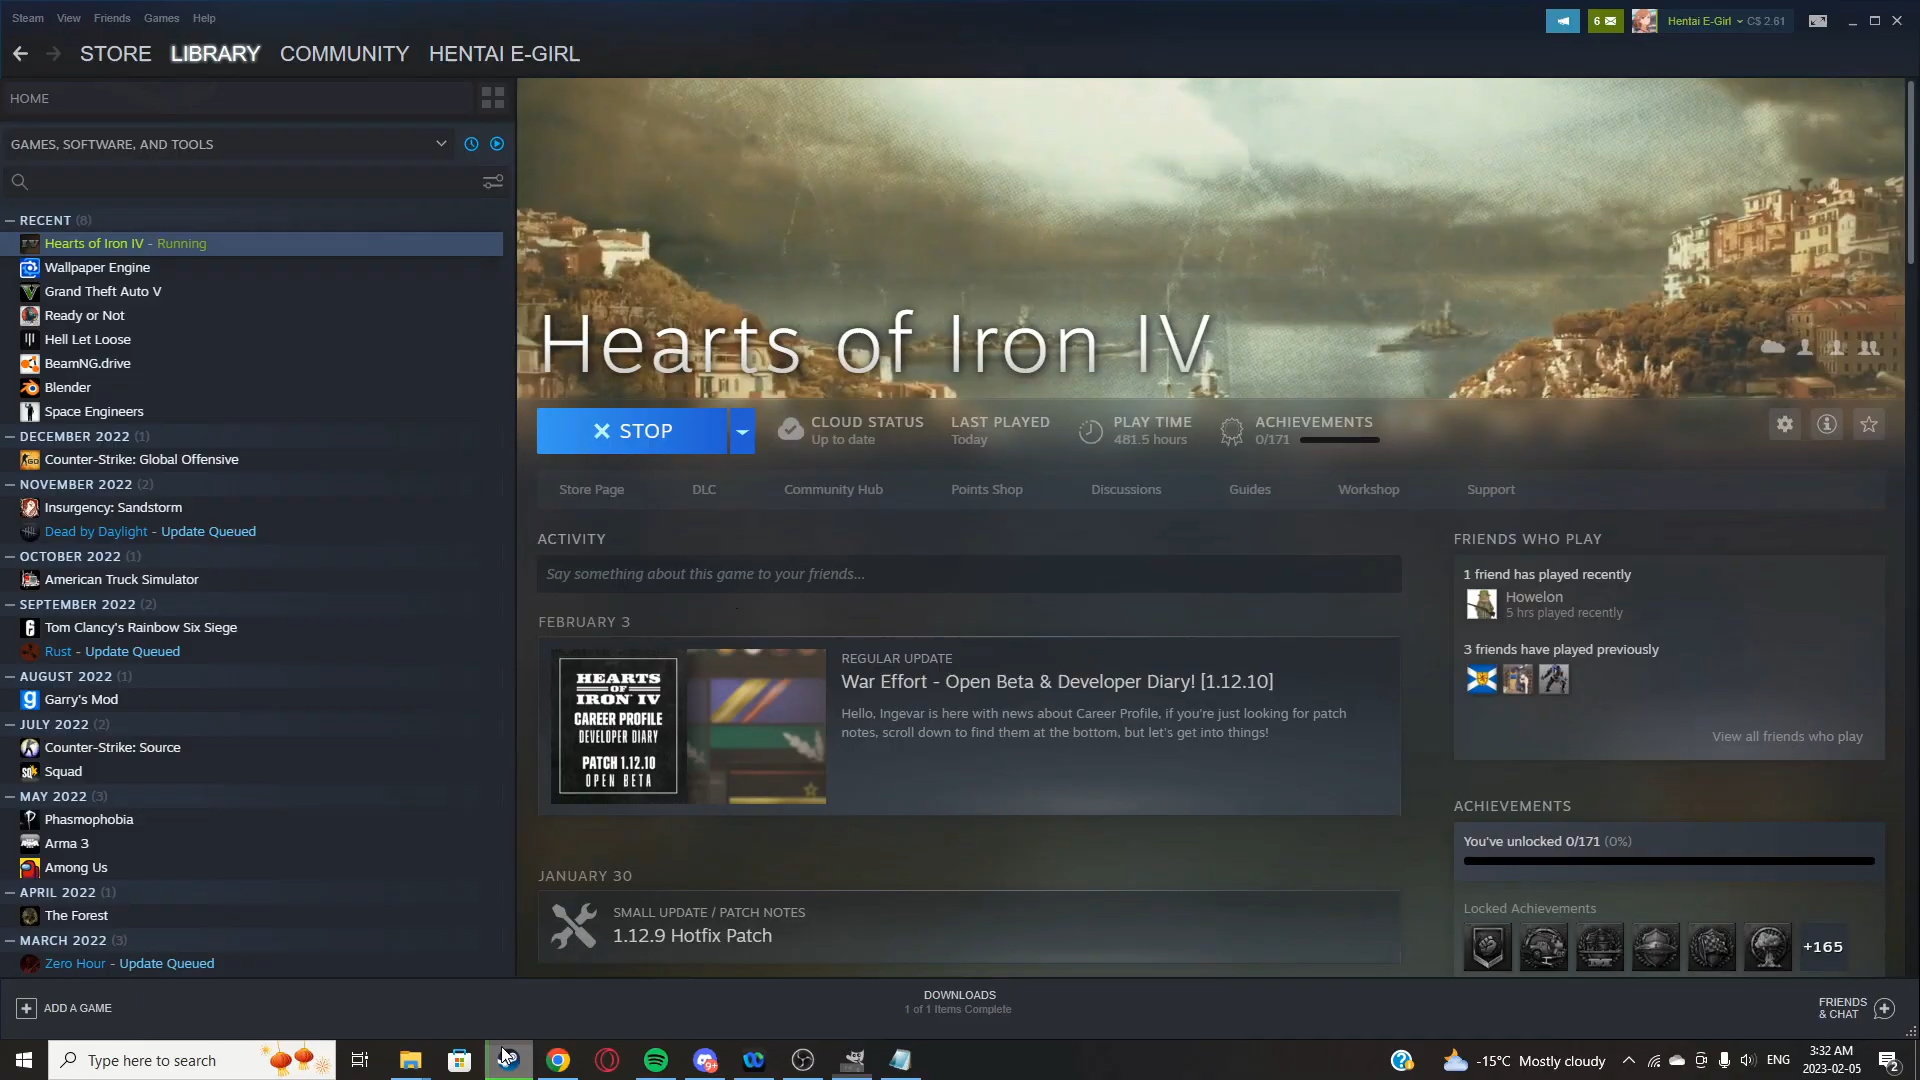 Steam View Friends Games Help
6 Hentai E-Girl C$ 2.61
STORE LIBRARY COMMUNITY HENTAI E-GIRL
HOME
GAMES, SOFTWARE, AND TOOLS
RECENT (8)
Hearts of Iron IV - Running
Wallpaper Engine
Grand Theft Auto V
Ready or Not
Hell Let Loose
BeamNG.drive
Blender
Space Engineers
DECEMBER 2022 (1)
Counter-Strike: Global Offensive
NOVEMBER 2022 (2)
Insurgency: Sandstorm
Dead by Daylight - Update Queued
OCTOBER 2022 (1)
American Truck Simulator
SEPTEMBER 2022 (2)
Tom Clancy's Rainbow Six Siege
Rust - Update Queued
AUGUST 2022 (1)
Garry's Mod
JULY 2022 (2)
Counter-Strike: Source
Squad
MAY 2022 (3)
Phasmophobia
Arma 3
Among Us
APRIL 2022 (1)
The Forest
MARCH 2022 (3)
Zero Hour - Update Queued
Hearts of Iron IV
STOP
CLOUD STATUS
Up to date
LAST PLAYED
Today
PLAY TIME
481.5 hours
ACHIEVEMENTS
0/171
Store Page DLC Community Hub Points Shop Discussions Guides Workshop Support
ACTIVITY
Say something about this game to your friends...
FEBRUARY 3
HEARTS
OF
IRON IV
CAREER PROFILE
DEVELOPER DIARY
PATCH 1.12.10
OPEN BETA
REGULAR UPDATE
War Effort - Open Beta & Developer Diary! [1.12.10]
Hello, Ingevar is here with news about Career Profile, if you're just looking for patch
notes, scroll down to find them at the bottom, but let's get into things!
JANUARY 30
SMALL UPDATE / PATCH NOTES
1.12.9 Hotfix Patch
FRIENDS WHO PLAY
1 friend has played recently
Howelon
5 hrs played recently
3 friends have played previously
View all friends who play
ACHIEVEMENTS
You've unlocked 0/171 (0%)
Locked Achievements
+165
ADD A GAME
DOWNLOADS
1 of 1 Items Complete
FRIENDS
& CHAT
Type here to search
9+
-15°C Mostly cloudy
ENG
3:32 AM
2023-02-05
2